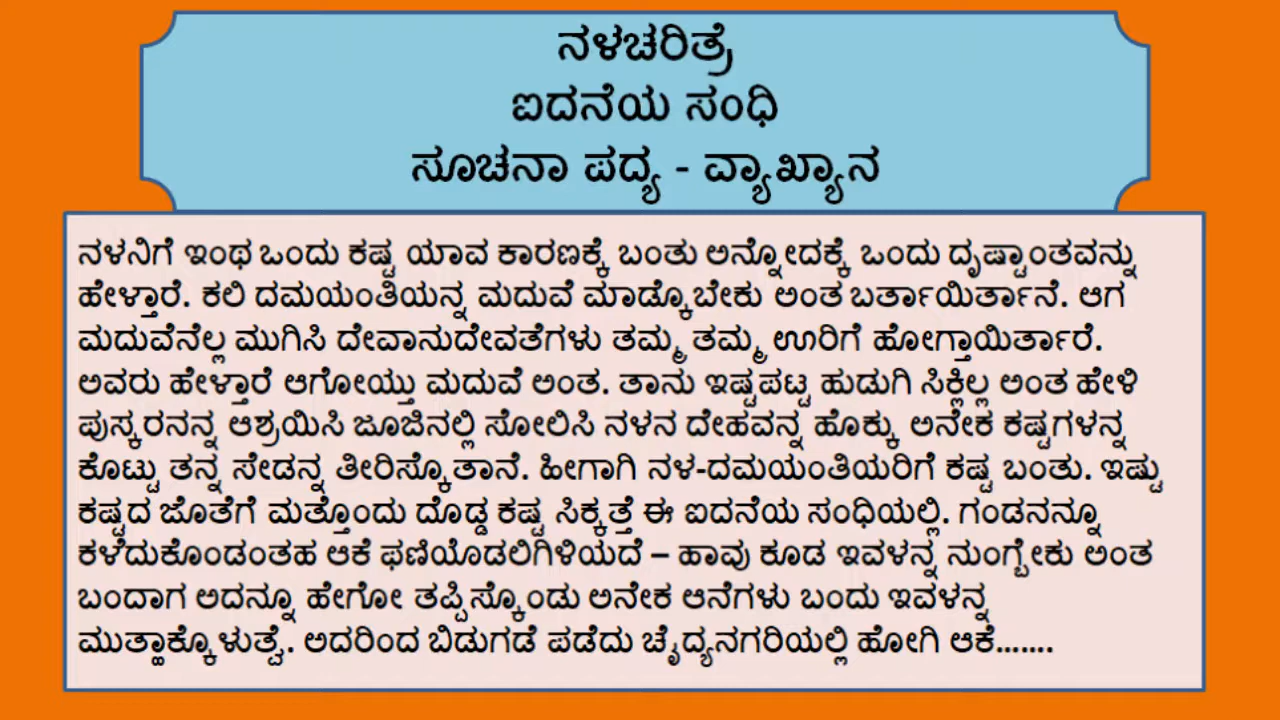 ನಳಚರಿತ್ರೆ
ಐದನೆಯ ಸಂಧಿ
ಸೂಚನಾ ಪದ್ಯ - ವ್ಯಾಖ್ಯಾನ
ನಳನಿಗೆ ಇಂಥ ಒಂದು ಕಷ್ಟ ಯಾವ ಕಾರಣಕ್ಕೆ ಬಂತು ಅನ್ನೋದಕ್ಕೆ ಒಂದು ದೃಷ್ಟಾಂತವನ್ನು
ಹೇಳ್ತಾರೆ. ಕಲಿ ದಮಯಂತಿಯನ್ನ ಮದುವೆ ಮಾಡ್ಕೊಬೇಕು ಅಂತ ಬರ್ತಾಯಿರ್ತಾನೆ. ಆಗ
ಮದುವೆನೆಲ್ಲ ಮುಗಿಸಿ ದೇವಾನುದೇವತೆಗಳು ತಮ್ಮ ತಮ್ಮ ಊರಿಗೆ ಹೋಗ್ತಾಯಿರ್ತಾರೆ.
ಅವರು ಹೇಳ್ತಾರೆ ಆಗೋಯ್ತು ಮದುವೆ ಅಂತ. ತಾನು ಇಷ್ಟಪಟ್ಟ ಹುಡುಗಿ ಸಿಕ್ಲಿಲ್ಲ ಅಂತ ಹೇಳಿ
ಪುಸ್ಕರನನ್ನ ಆಶ್ರಯಿಸಿ ಜೂಜಿನಲ್ಲಿ ಸೋಲಿಸಿ ನಳನ ದೇಹವನ್ನ ಹೊಕ್ಕು ಅನೇಕ ಕಷ್ಟಗಳನ್ನ
ಕೊಟ್ಟು ತನ್ನ ಸೇಡನ್ನ ತೀರಿಸ್ಕೊತಾನೆ. ಹೀಗಾಗಿ ನಳ-ದಮಯಂತಿಯರಿಗೆ ಕಷ್ಟ ಬಂತು. ಇಷ್ಟು
ಕಷ್ಟದ ಜೊತೆಗೆ ಮತ್ತೊಂದು ದೊಡ್ಡ ಕಷ್ಟ ಸಿಕ್ಕತ್ತೆ ಈ ಐದನೆಯ ಸಂಧಿಯಲ್ಲಿ. ಗಂಡನನ್ನೂ
ಕಳೆದುಕೊಂಡಂತಹ ಆಕೆ ಫಣಿಯೊಡಲಿಗಿಳಿಯದೆ – ಹಾವು ಕೂಡ ಇವಳನ್ನ ನುಂಗ್ಬೇಕು ಅಂತ
ಬಂದಾಗ ಅದನ್ನೂ ಹೇಗೋ ತಪ್ಪಿಸ್ಕೊಂಡು ಅನೇಕ ಆನೆಗಳು ಬಂದು ಇವಳನ್ನ
ಮುತ್ಹಾಕ್ಕೊಳುತ್ವೆ. ಅದರಿಂದ ಬಿಡುಗಡೆ ಪಡೆದು ಚೈದ್ಯನಗರಿಯಲ್ಲಿ ಹೋಗಿ ಆಕೆ.......